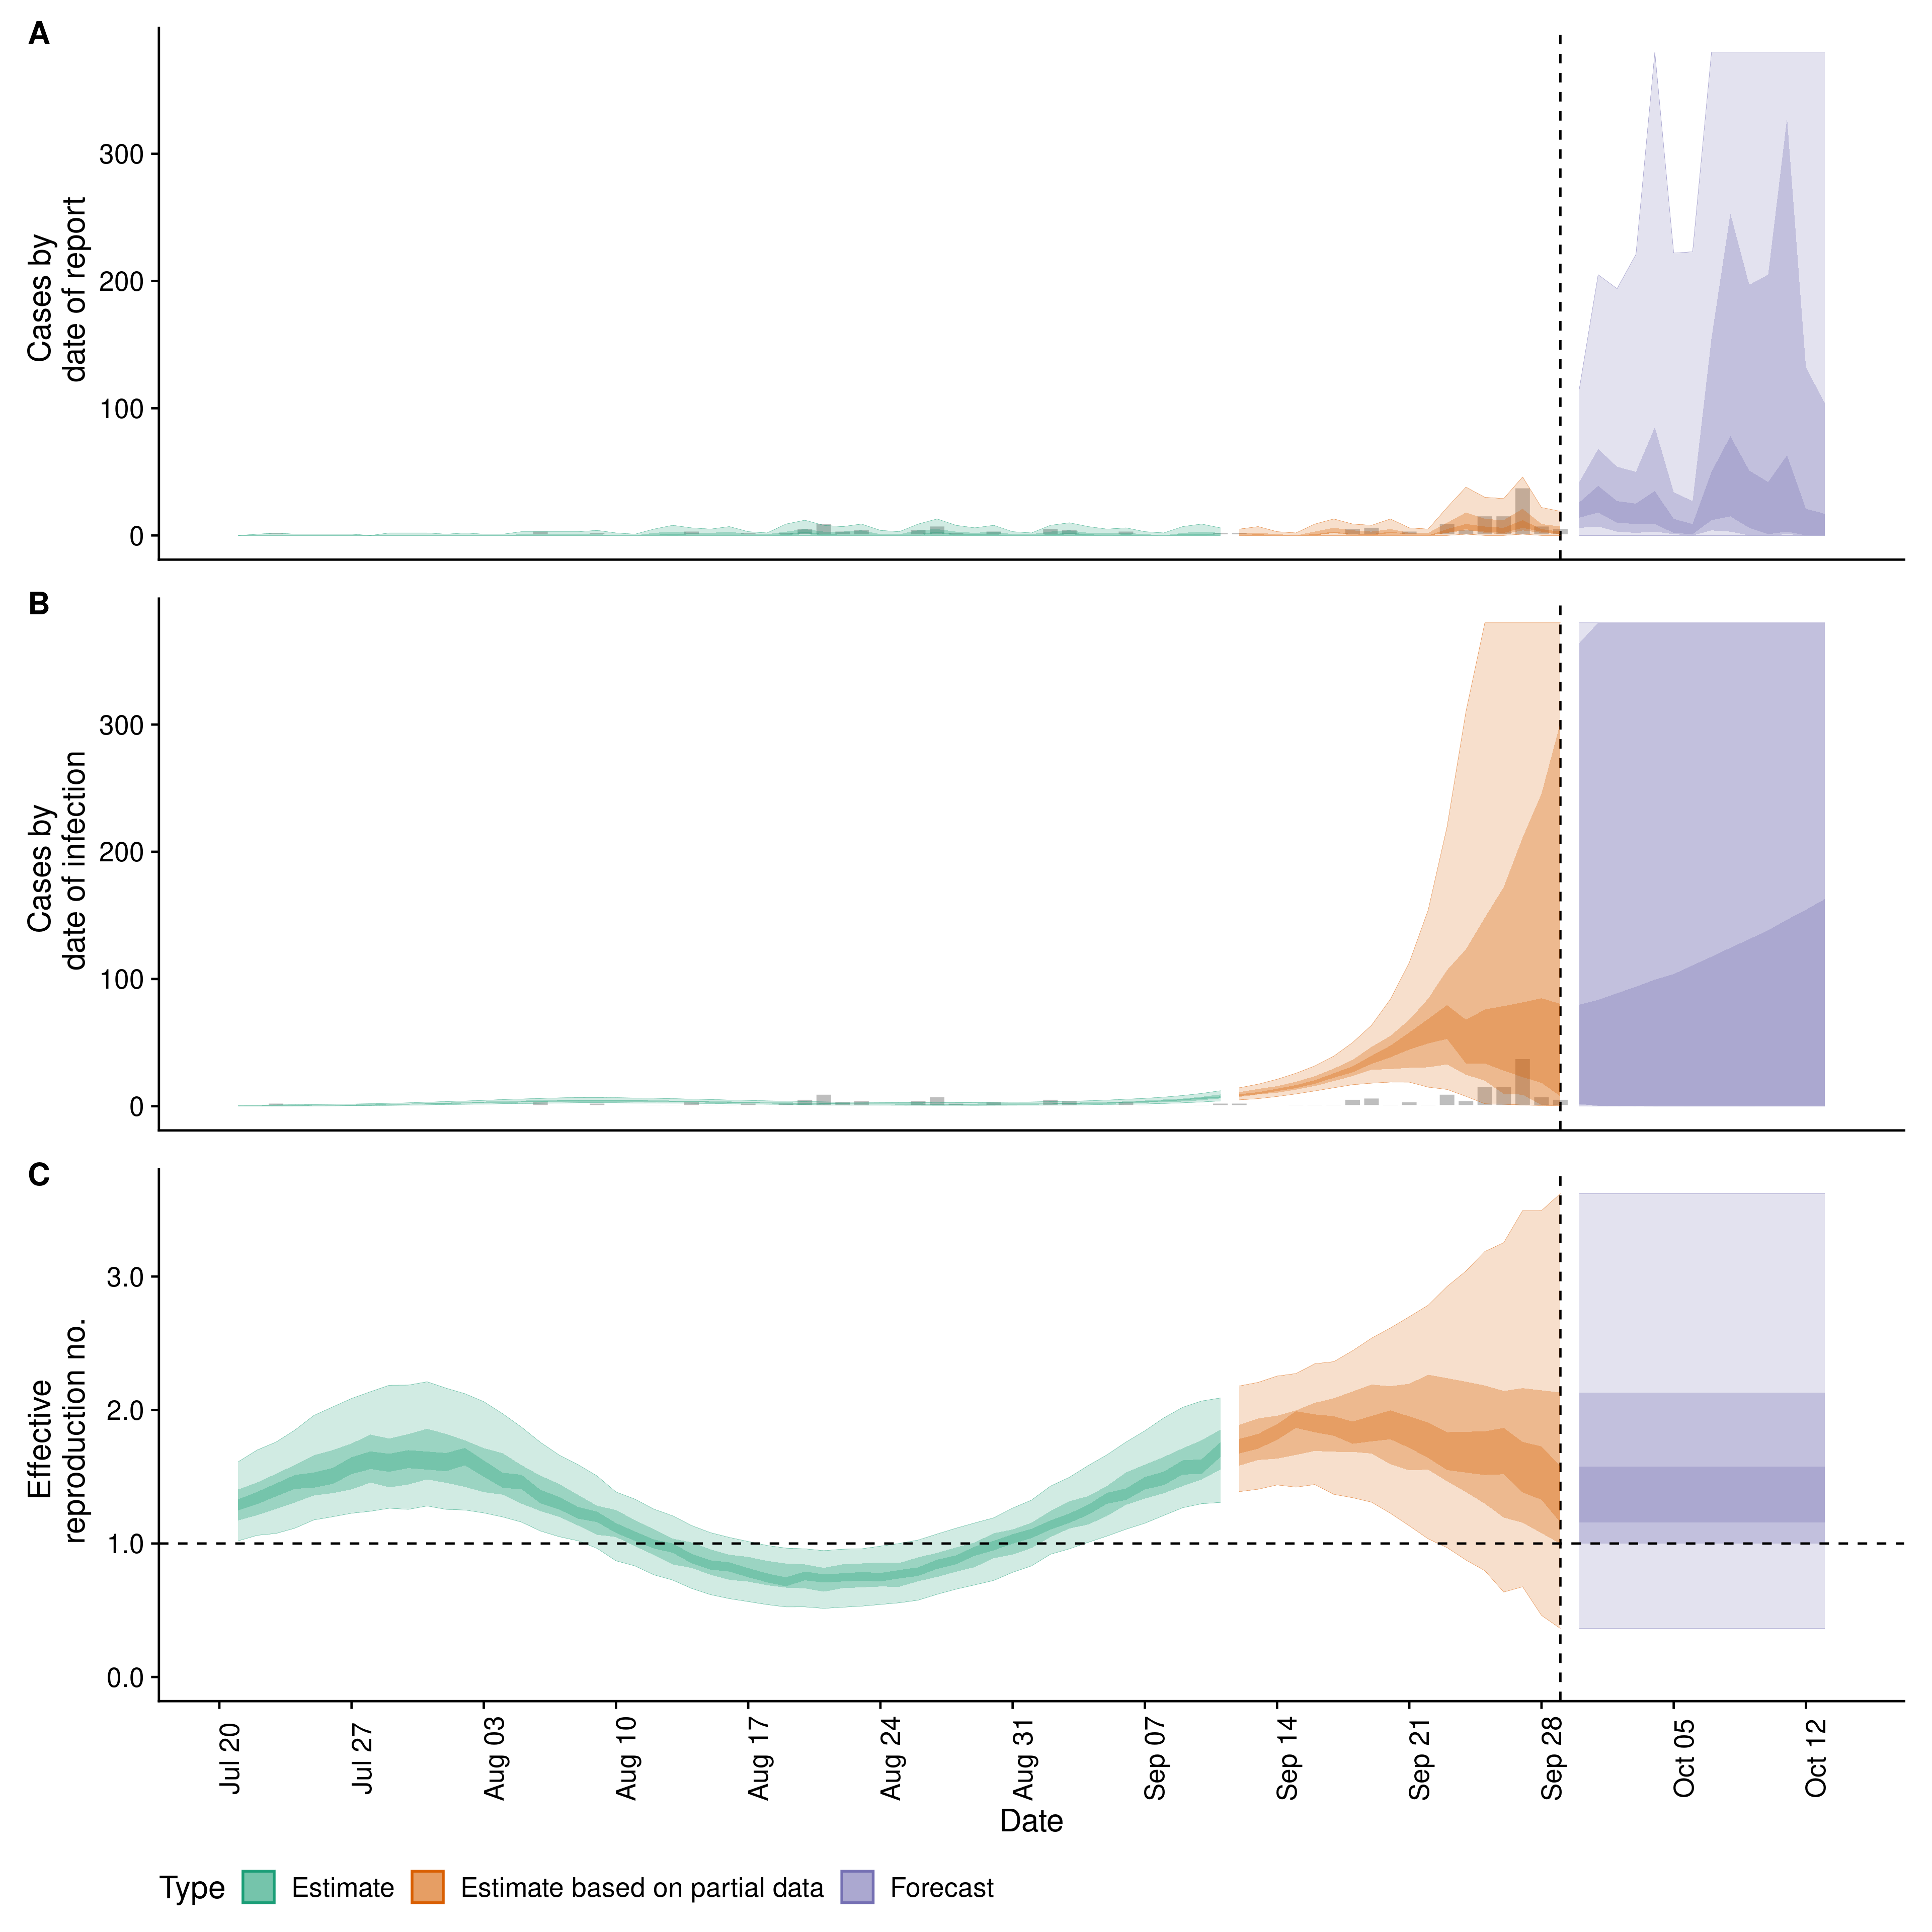 A
Cases by
date of report
300
200
100
0
B
Cases by
date of infection
300
200
100
0
C
Effective
reproduction no.
3.0
2.0
1.0
0.0
Jul 20
Jul 27
Aug 03
Aug 10
Aug 17
Aug 24
Aug 31
Sep 07
Sep 14
Sep 21
Sep 28
Oct 05
Oct 12
Date
Type Estimate Estimate based on partial data Forecast